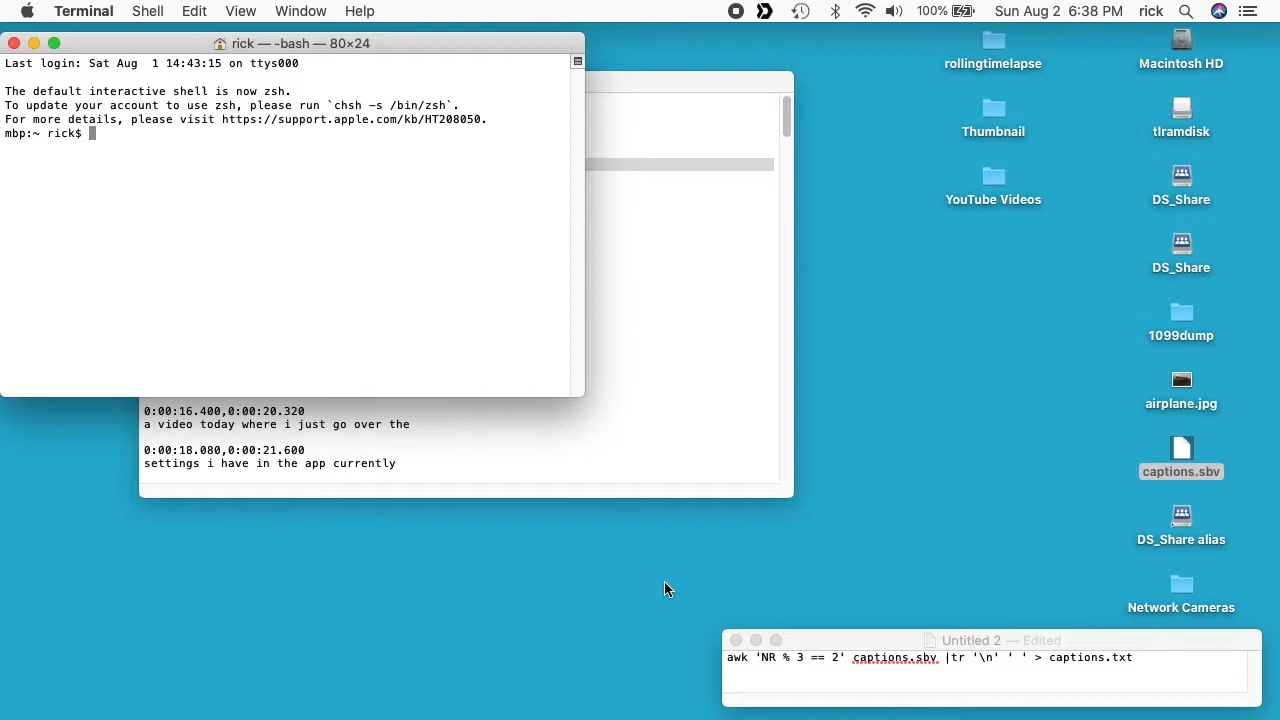 Terminal Shell Edit View Window Help 100% Sun Aug 2 6:38 PM rick
rick — -bash — 80×24
Last login: Sat Aug  1 14:43:15 on ttys000
The default interactive shell is now zsh.
To update your account to use zsh, please run `chsh -s /bin/zsh`.
For more details, please visit https://support.apple.com/kb/HT208050.
mbp:~ rick$
0:00:16.400,0:00:20.320
a video today where i just go over the
0:00:18.080,0:00:21.600
settings i have in the app currently
rollingtimelapse
Thumbnail
YouTube Videos
Macintosh HD
tlramdisk
DS_Share
DS_Share
1099dump
airplane.jpg
captions.sbv
DS_Share alias
Network Cameras
Untitled 2 — Edited
awk 'NR % 3 == 2' captions.sbv |tr '\n' ' ' > captions.txt